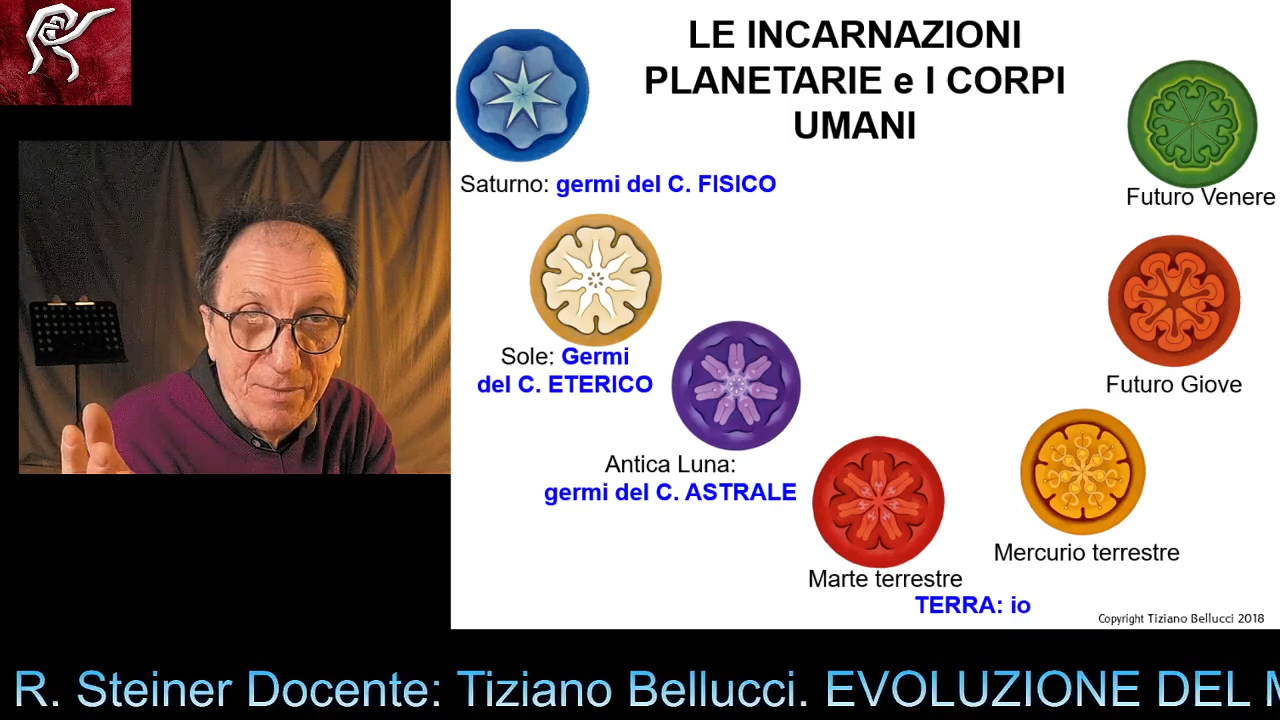 LE INCARNAZIONI
PLANETARIE e I CORPI
UMANI
Saturno: germi del C. FISICO
Futuro Venere
Sole: Germi
del C. ETERICO
Futuro Giove
Antica Luna:
germi del C. ASTRALE
Mercurio terrestre
Marte terrestre
TERRA: io
Copyright Tiziano Bellucci 2018
R. Steiner Docente: Tiziano Bellucci. EVOLUZIONE DEL